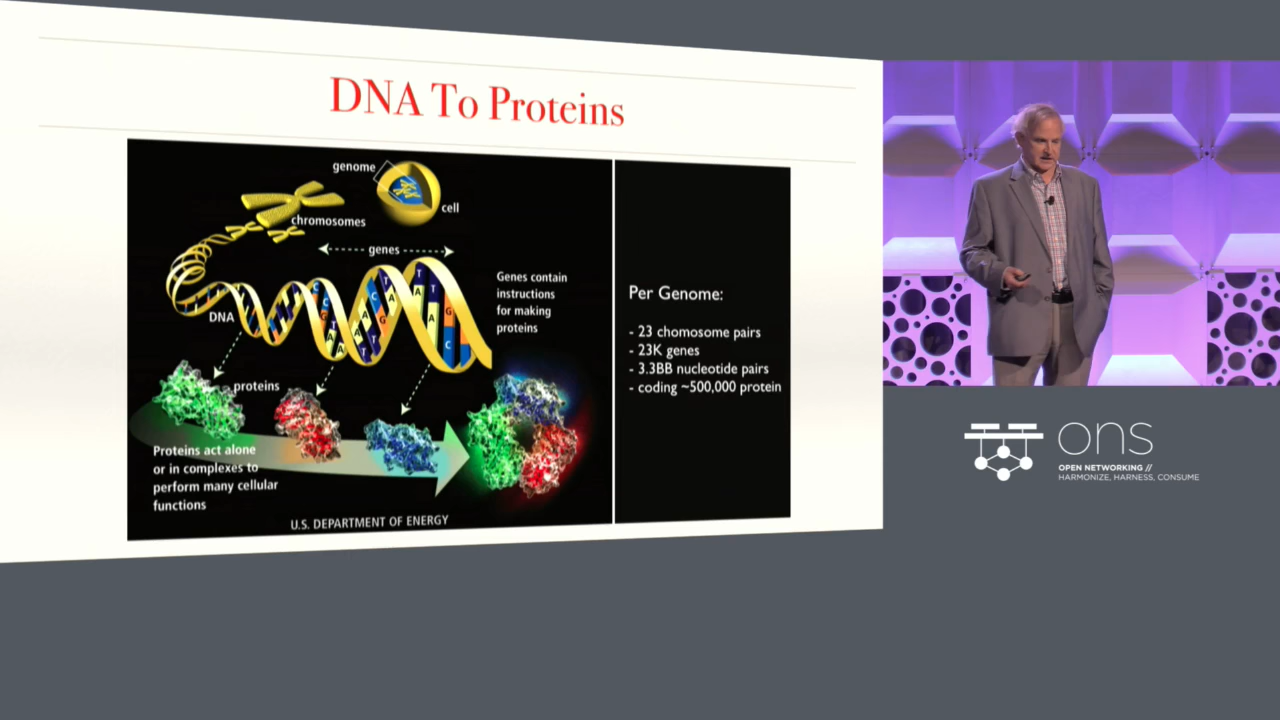 DNA To Proteins
genome
cell
chromosomes
genes
DNA
Genes contain
instructions
for making
proteins
proteins
Proteins act alone
or in complexes to
perform many cellular
functions
U.S. DEPARTMENT OF ENERGY
Per Genome:
- 23 chomosome pairs
- 23K genes
- 3.3BB nucleotide pairs
- coding ~500,000 protein
ons
OPEN NETWORKING //
HARMONIZE, HARNESS, CONSUME